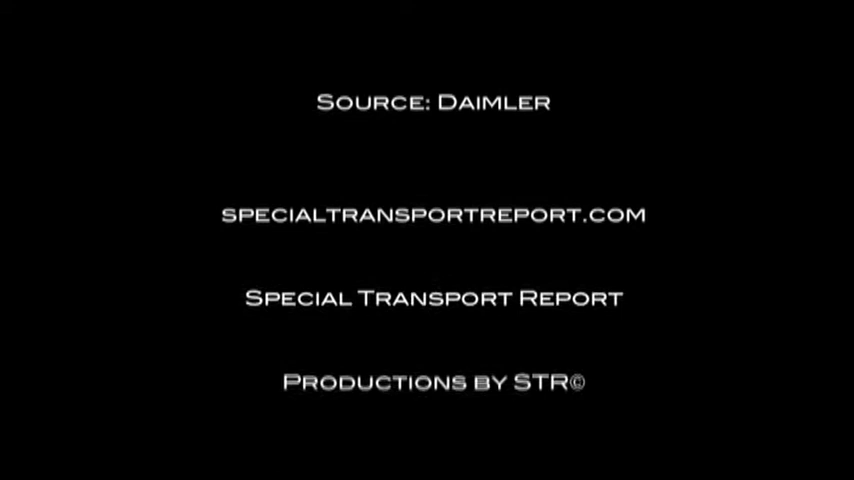 Source: Daimler
specialtransportreport.com
Special Transport Report
Productions by STR©